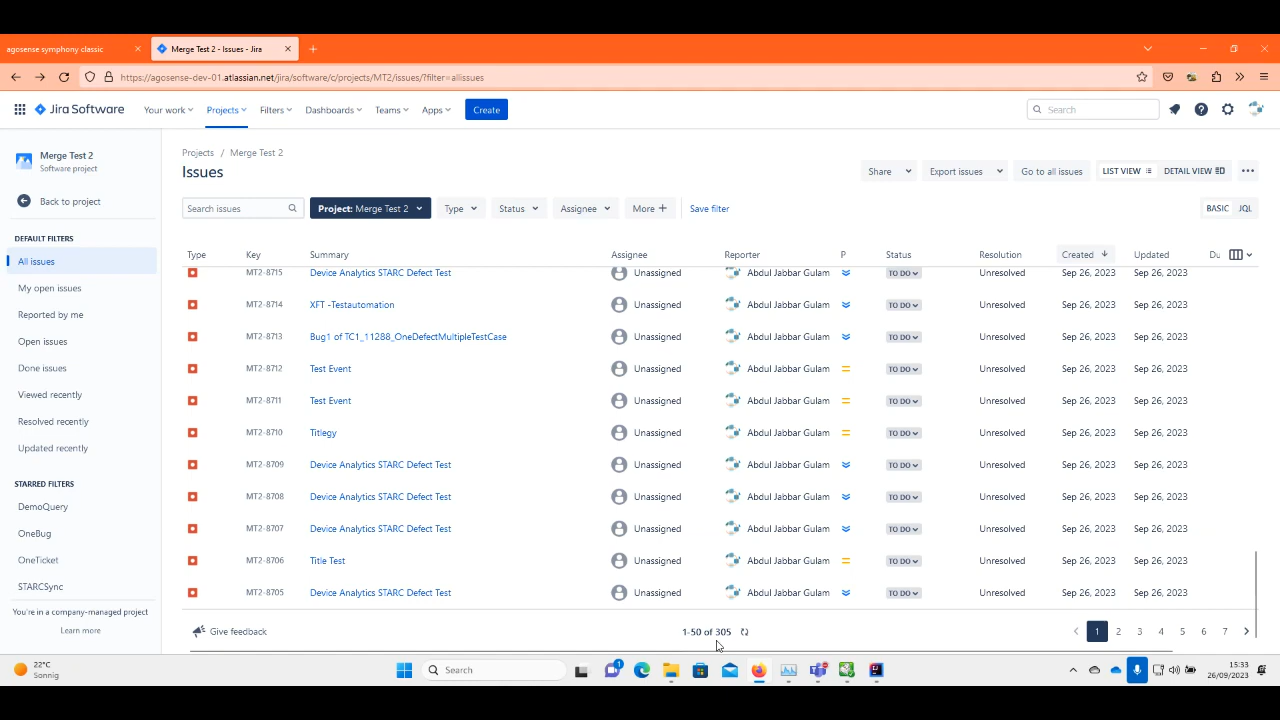 agosense symphony classic
Merge Test 2 - Issues - Jira
https://agosense-dev-01.atlassian.net/jira/software/c/projects/MT2/issues/?filter=allissues
Jira Software
Your work
Projects
Filters
Dashboards
Teams
Apps
Create
Search
Merge Test 2
Software project
Back to project
DEFAULT FILTERS
All issues
My open issues
Reported by me
Open issues
Done issues
Viewed recently
Resolved recently
Updated recently
STARRED FILTERS
DemoQuery
OneBug
OneTicket
STARCSync
You're in a company-managed project
Learn more
Projects / Merge Test 2
Issues
Share
Export issues
Go to all issues
LIST VIEW
DETAIL VIEW
Search issues
Project: Merge Test 2
Type
Status
Assignee
More +
Save filter
BASIC
JQL
Type Key Summary Assignee Reporter P Status Resolution Created Updated Du
MT2-8715 Device Analytics STARC Defect Test Unassigned Abdul Jabbar Gulam TO DO Unresolved Sep 26, 2023 Sep 26, 2023
MT2-8714 XFT -Testautomation Unassigned Abdul Jabbar Gulam TO DO Unresolved Sep 26, 2023 Sep 26, 2023
MT2-8713 Bug1 of TC1_11288_OneDefectMultipleTestCase Unassigned Abdul Jabbar Gulam TO DO Unresolved Sep 26, 2023 Sep 26, 2023
MT2-8712 Test Event Unassigned Abdul Jabbar Gulam TO DO Unresolved Sep 26, 2023 Sep 26, 2023
MT2-8711 Test Event Unassigned Abdul Jabbar Gulam TO DO Unresolved Sep 26, 2023 Sep 26, 2023
MT2-8710 Titlegy Unassigned Abdul Jabbar Gulam TO DO Unresolved Sep 26, 2023 Sep 26, 2023
MT2-8709 Device Analytics STARC Defect Test Unassigned Abdul Jabbar Gulam TO DO Unresolved Sep 26, 2023 Sep 26, 2023
MT2-8708 Device Analytics STARC Defect Test Unassigned Abdul Jabbar Gulam TO DO Unresolved Sep 26, 2023 Sep 26, 2023
MT2-8707 Device Analytics STARC Defect Test Unassigned Abdul Jabbar Gulam TO DO Unresolved Sep 26, 2023 Sep 26, 2023
MT2-8706 Title Test Unassigned Abdul Jabbar Gulam TO DO Unresolved Sep 26, 2023 Sep 26, 2023
MT2-8705 Device Analytics STARC Defect Test Unassigned Abdul Jabbar Gulam TO DO Unresolved Sep 26, 2023 Sep 26, 2023
Give feedback
1-50 of 305
1 2 3 4 5 6 7
22°C
Sonnig
Search
1
15:33
26/09/2023